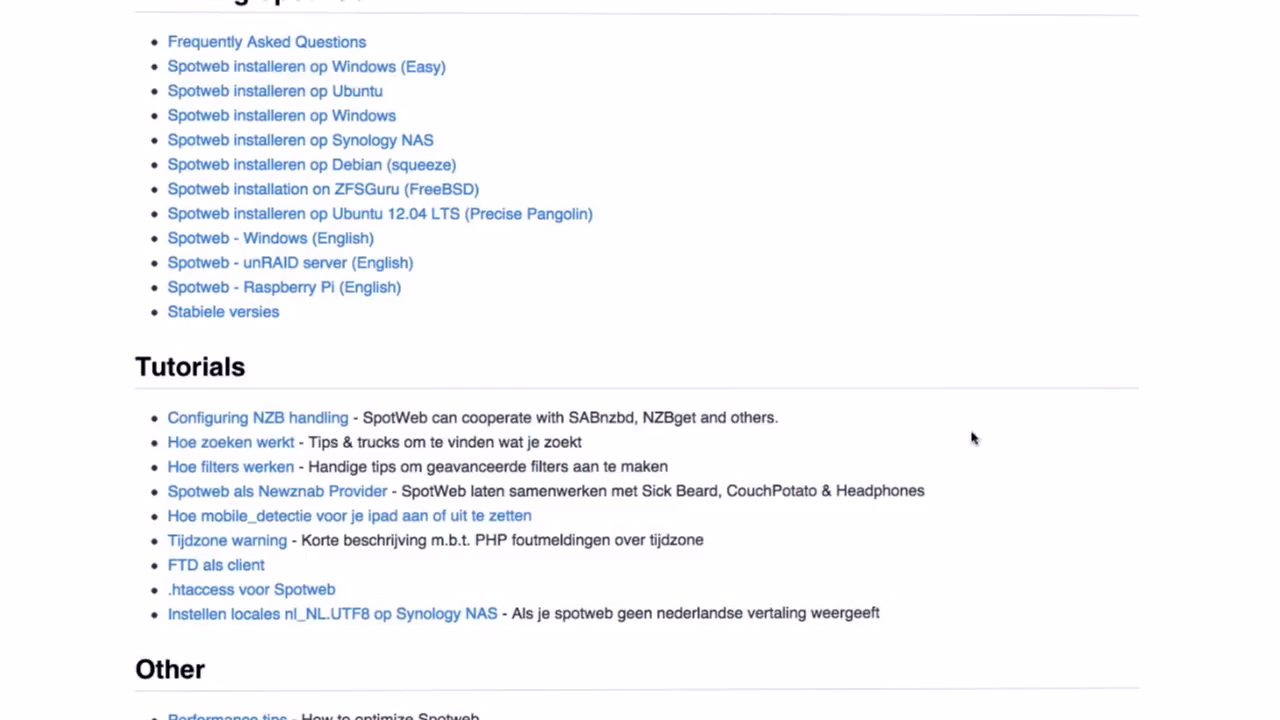 Frequently Asked Questions
Spotweb installeren op Windows (Easy)
Spotweb installeren op Ubuntu
Spotweb installeren op Windows
Spotweb installeren op Synology NAS
Spotweb installeren op Debian (squeeze)
Spotweb installation on ZFSGuru (FreeBSD)
Spotweb installeren op Ubuntu 12.04 LTS (Precise Pangolin)
Spotweb - Windows (English)
Spotweb - unRAID server (English)
Spotweb - Raspberry Pi (English)
Stabiele versies
Tutorials
Configuring NZB handling - SpotWeb can cooperate with SABnzbd, NZBget and others.
Hoe zoeken werkt - Tips & trucks om te vinden wat je zoekt
Hoe filters werken - Handige tips om geavanceerde filters aan te maken
Spotweb als Newznab Provider - SpotWeb laten samenwerken met Sick Beard, CouchPotato & Headphones
Hoe mobile_detectie voor je ipad aan of uit te zetten
Tijdzone warning - Korte beschrijving m.b.t. PHP foutmeldingen over tijdzone
FTD als client
.htaccess voor Spotweb
Instellen locales nl_NL.UTF8 op Synology NAS - Als je spotweb geen nederlandse vertaling weergeeft
Other
Performance tips - How to optimize Spotweb